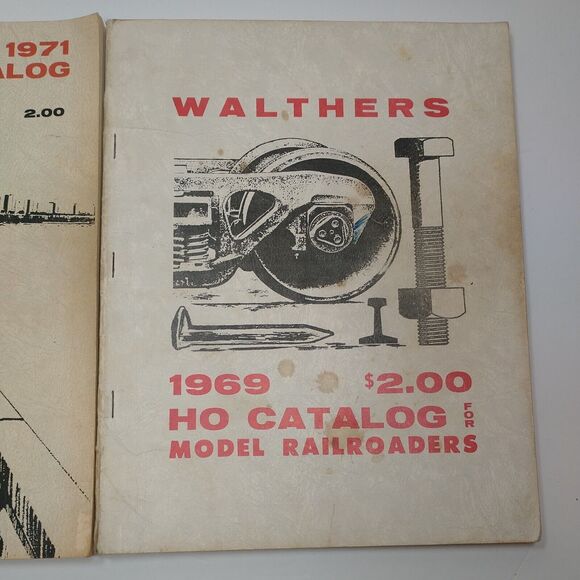 1971
ALOG
2.00
WALTHERS
1969 $2.00
HO CATALOG FOR
MODEL RAILROADERS